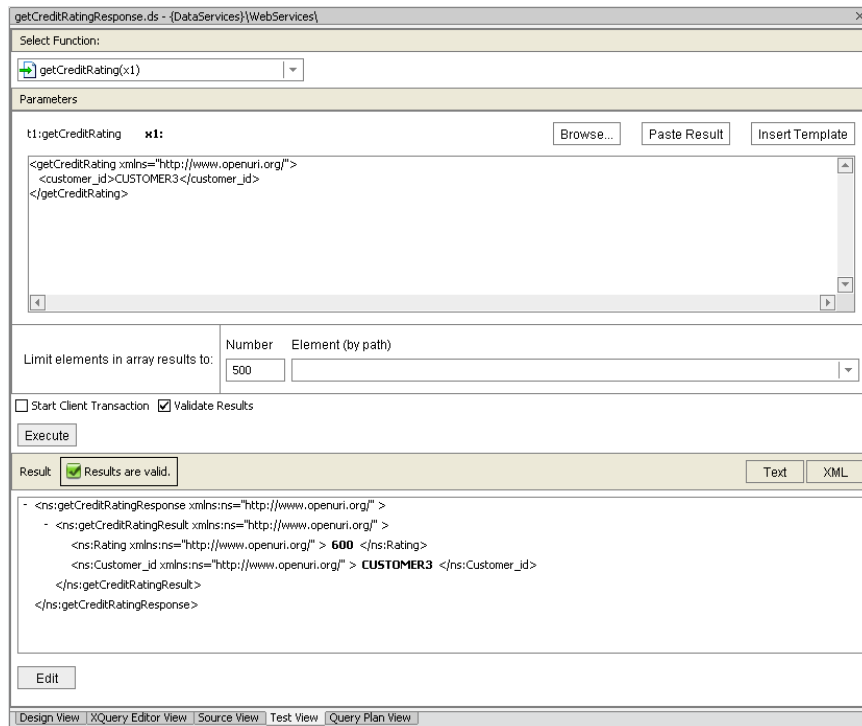 getCreditRatingResponse.ds - {DataServices}\WebServices\
Select Function:
getCreditRating(x1)
Parameters
t1:getCreditRating x1: Browse... Paste Result Insert Template
<getCreditRating xmlns="http://www.openuri.org/">
<customer_id>CUSTOMER3</customer_id>
</getCreditRating>
Number Element (by path)
Limit elements in array results to: 500
Start Client Transaction Validate Results
Execute
Result Results are valid. Text XML
- <ns:getCreditRatingResponse xmlns:ns="http://www.openuri.org/" >
- <ns:getCreditRatingResult xmlns:ns="http://www.openuri.org/" >
<ns:Rating xmlns:ns="http://www.openuri.org/" > 600 </ns:Rating>
<ns:Customer_id xmlns:ns="http://www.openuri.org/" > CUSTOMER3 </ns:Customer_id>
</ns:getCreditRatingResult>
</ns:getCreditRatingResponse>
Edit
Design View XQuery Editor View Source View Test View Query Plan View